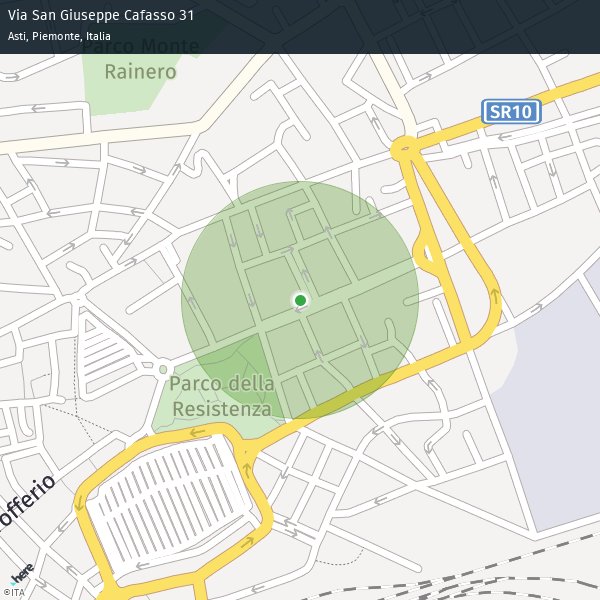 Via San Giuseppe Cafasso 31
Asti, Piemonte, Italia
Parco Monte
Rainero
SR10
Parco della
Resistenza
offerio
here
©ITA